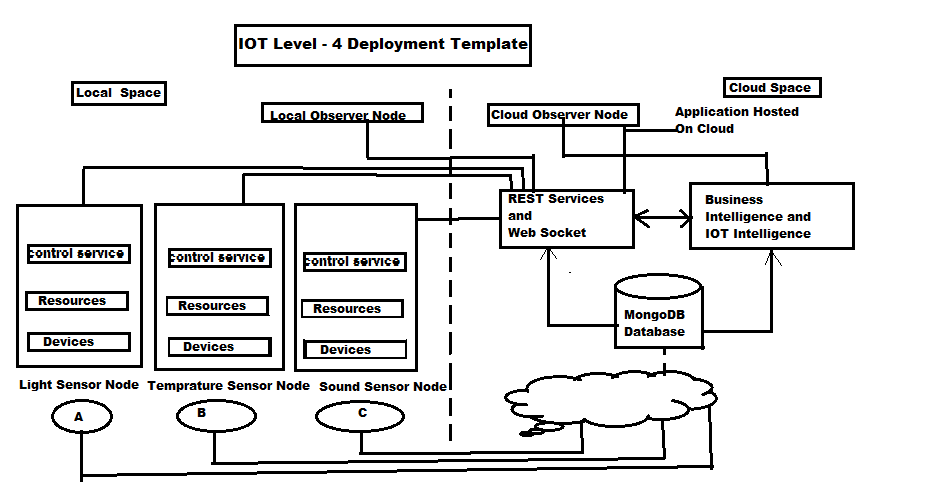 IOT Level - 4 Deployment Template
Local Space
Cloud Space
Local Observer Node
Cloud Observer Node
Application Hosted
On Cloud
REST Services
and
Web Socket
Business
Intelligence and
IOT Intelligence
control service
control service
control service
Resources
Resources
Resources
Devices
Devices
Devices
MongoDB
Database
Light Sensor Node
Temprature Sensor Node
Sound Sensor Node
A
B
C